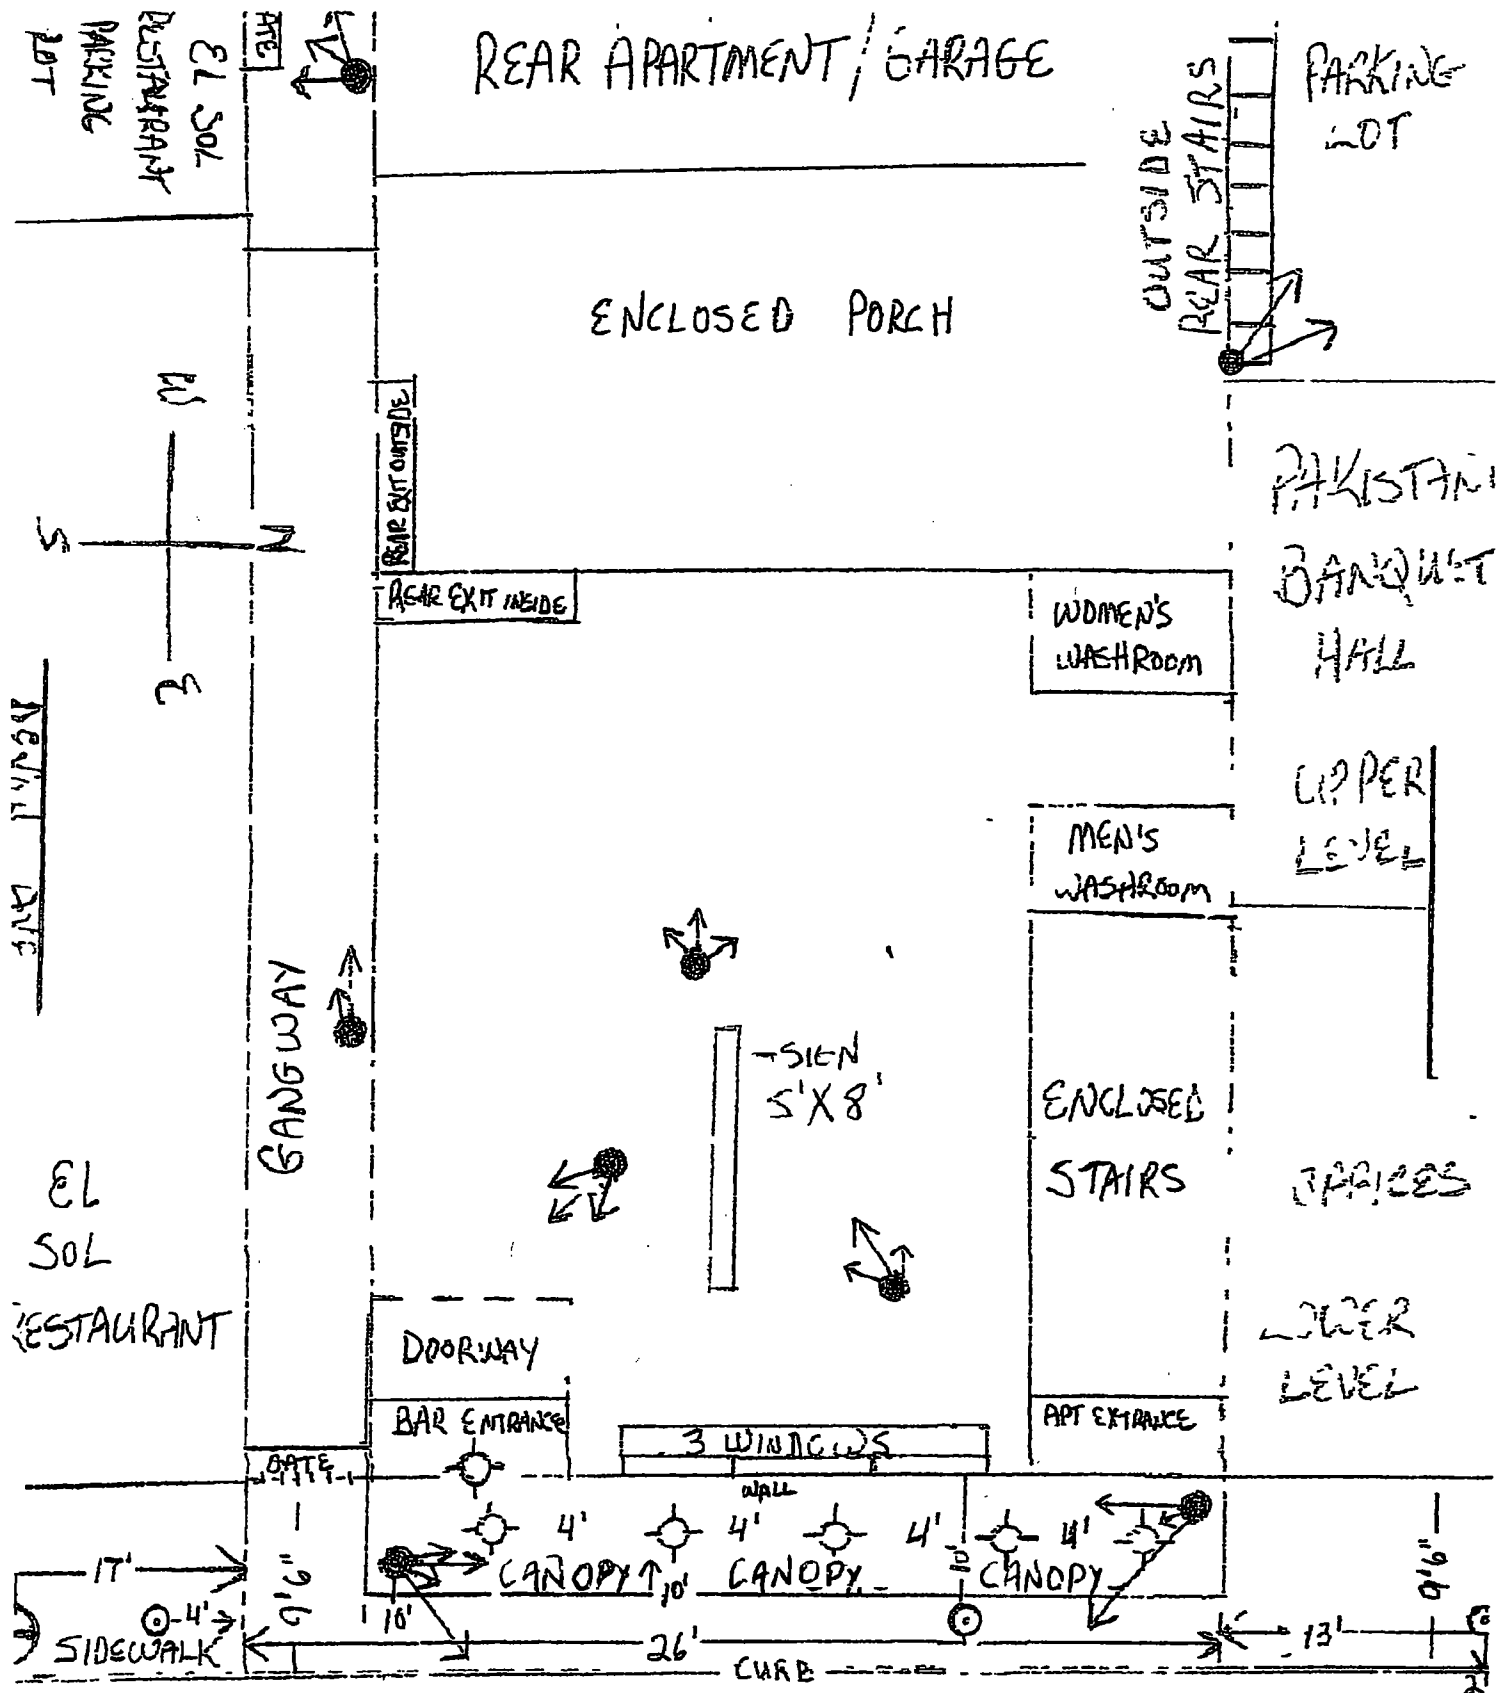 EL SOL
RESTAURANT
PARKING
LOT
REAR APARTMENT / GARAGE
OUTSIDE
REAR STAIRS
PARKING
LOT
ENCLOSED PORCH
W
S
N
E
REAR EXIT OUTSIDE
REAR EXIT INSIDE
WOMEN'S
WASHROOM
PAKISTANI
BANQUET
HALL
UPPER
LEVEL
MEN'S
WASHROOM
GANGWAY
-SIGN
5'X8'
ENCLOSED
STAIRS
OFFICES
LOWER
LEVEL
EL
SOL
RESTAURANT
DOORWAY
BAR ENTRANCE
3 WINDOWS
APT ENTRANCE
GATE
WALL
4' 4' 4' 4'
CANOPY 10' CANOPY 10' CANOPY
17'
4'
SIDEWALK
9'6"
10'
26'
13'
9'6"
2'
CURB